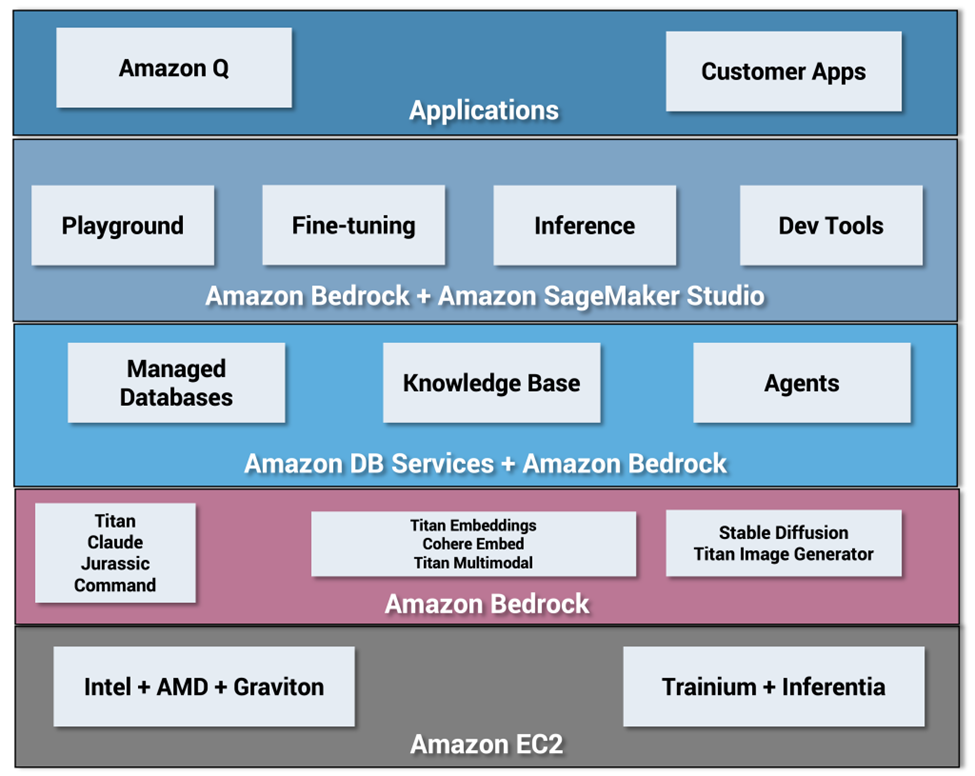 Amazon Q
Customer Apps
Applications
Playground
Fine-tuning
Inference
Dev Tools
Amazon Bedrock + Amazon SageMaker Studio
Managed
Databases
Knowledge Base
Agents
Amazon DB Services + Amazon Bedrock
Titan
Claude
Jurassic
Command
Titan Embeddings
Cohere Embed
Titan Multimodal
Stable Diffusion
Titan Image Generator
Amazon Bedrock
Intel + AMD + Graviton
Trainium + Inferentia
Amazon EC2